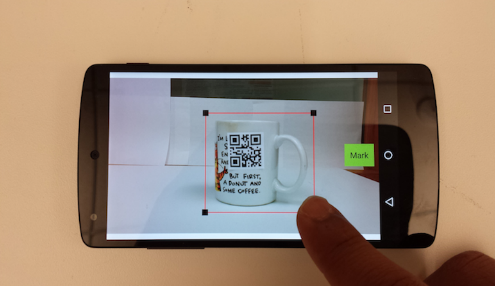 BUT FIRST,
A DONUT AND
SOME COFFEE.
Mark